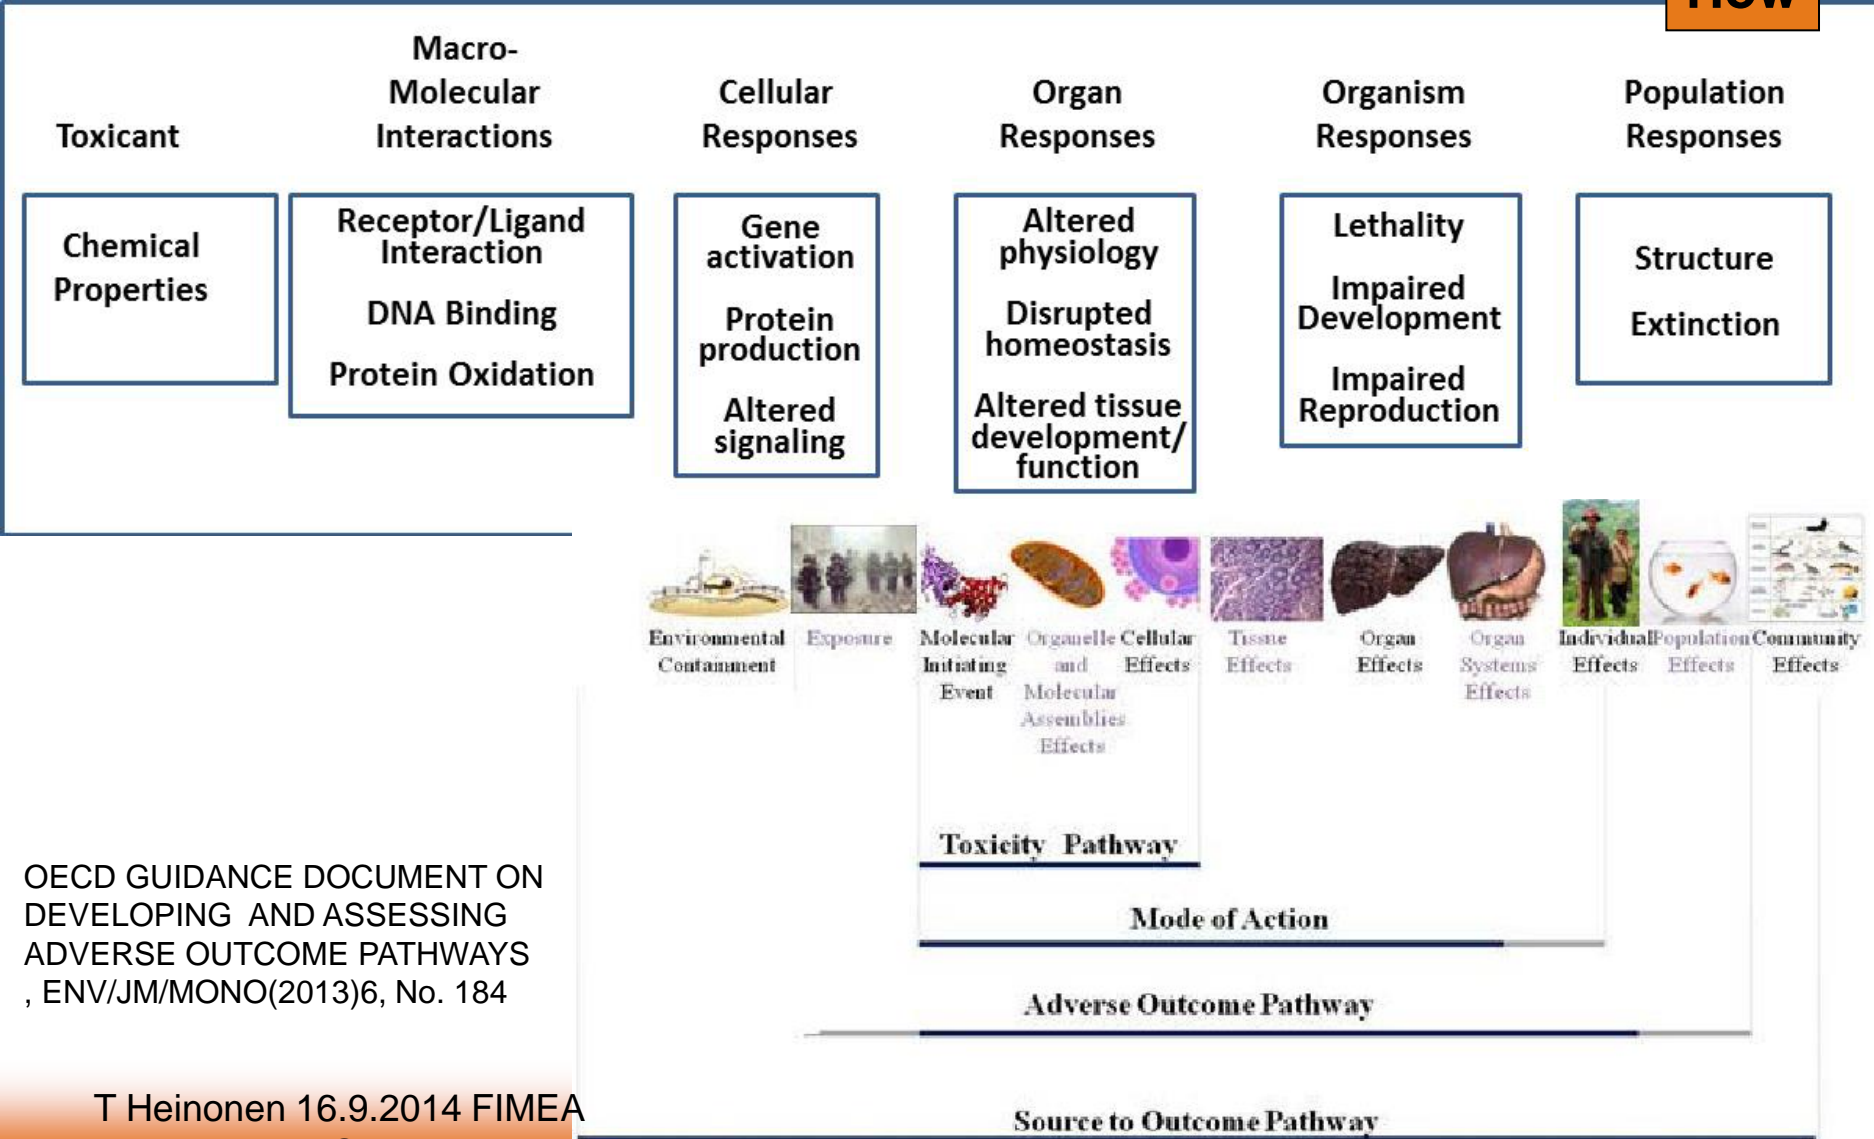 How
Toxicant
Macro-
Molecular
Interactions
Cellular
Responses
Organ
Responses
Organism
Responses
Population
Responses
Chemical
Properties
Receptor/Ligand
Interaction
DNA Binding
Protein Oxidation
Gene
activation
Protein
production
Altered
signaling
Altered
physiology
Disrupted
homeostasis
Altered tissue
development/
function
Lethality
Impaired
Development
Impaired
Reproduction
Structure
Extinction
Environmental
Containment
Exposure
Molecular
Initiating
Event
Organelle
and
Molecular
Assemblies
Effects
Cellular
Effects
Tissue
Effects
Organ
Effects
Organ
Systems
Effects
Individual
Effects
Population
Effects
Community
Effects
Toxicity Pathway
Mode of Action
Adverse Outcome Pathway
Source to Outcome Pathway
OECD GUIDANCE DOCUMENT ON
DEVELOPING AND ASSESSING
ADVERSE OUTCOME PATHWAYS
, ENV/JM/MONO(2013)6, No. 184
T Heinonen 16.9.2014 FIMEA